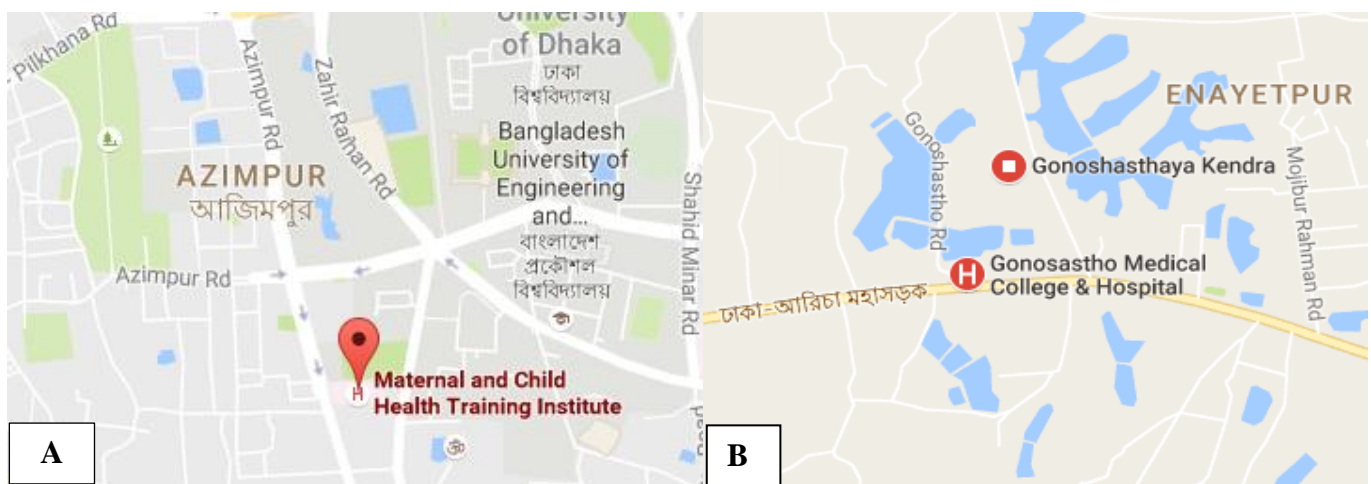 Pilkhana Rd
Azimpur Rd
Zahir Raihan Rd
University
of Dhaka
ঢাকা
বিশ্ববিদ্যালয়
Bangladesh
University of
Engineering
and...
বাংলাদেশ
প্রকৌশল
বিশ্ববিদ্যালয়
Shahid Minar Rd
AZIMPUR
আজিমপুর
Azimpur Rd
H
Maternal and Child
Health Training Institute
A
ENAYETPUR
Gonoshastho Rd
Gonoshasthaya Kendra
Mojibur Rahman Rd
H
Gonosastho Medical
College & Hospital
ঢাকা-আরিচা মহাসড়ক
B